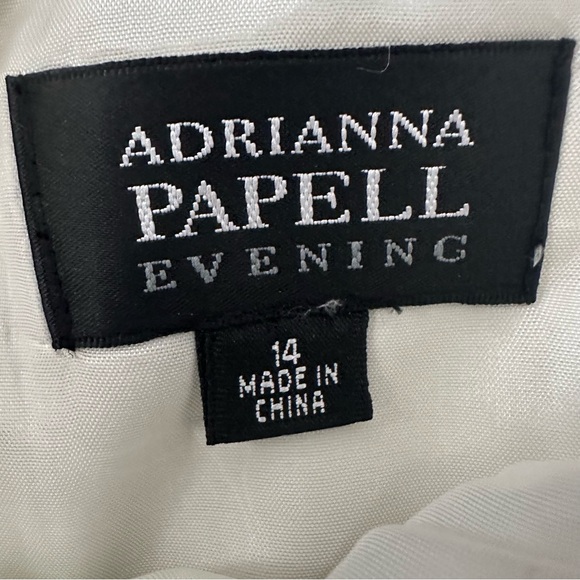 ADRIANNA
PAPELL
EVENING
14
MADE IN
CHINA